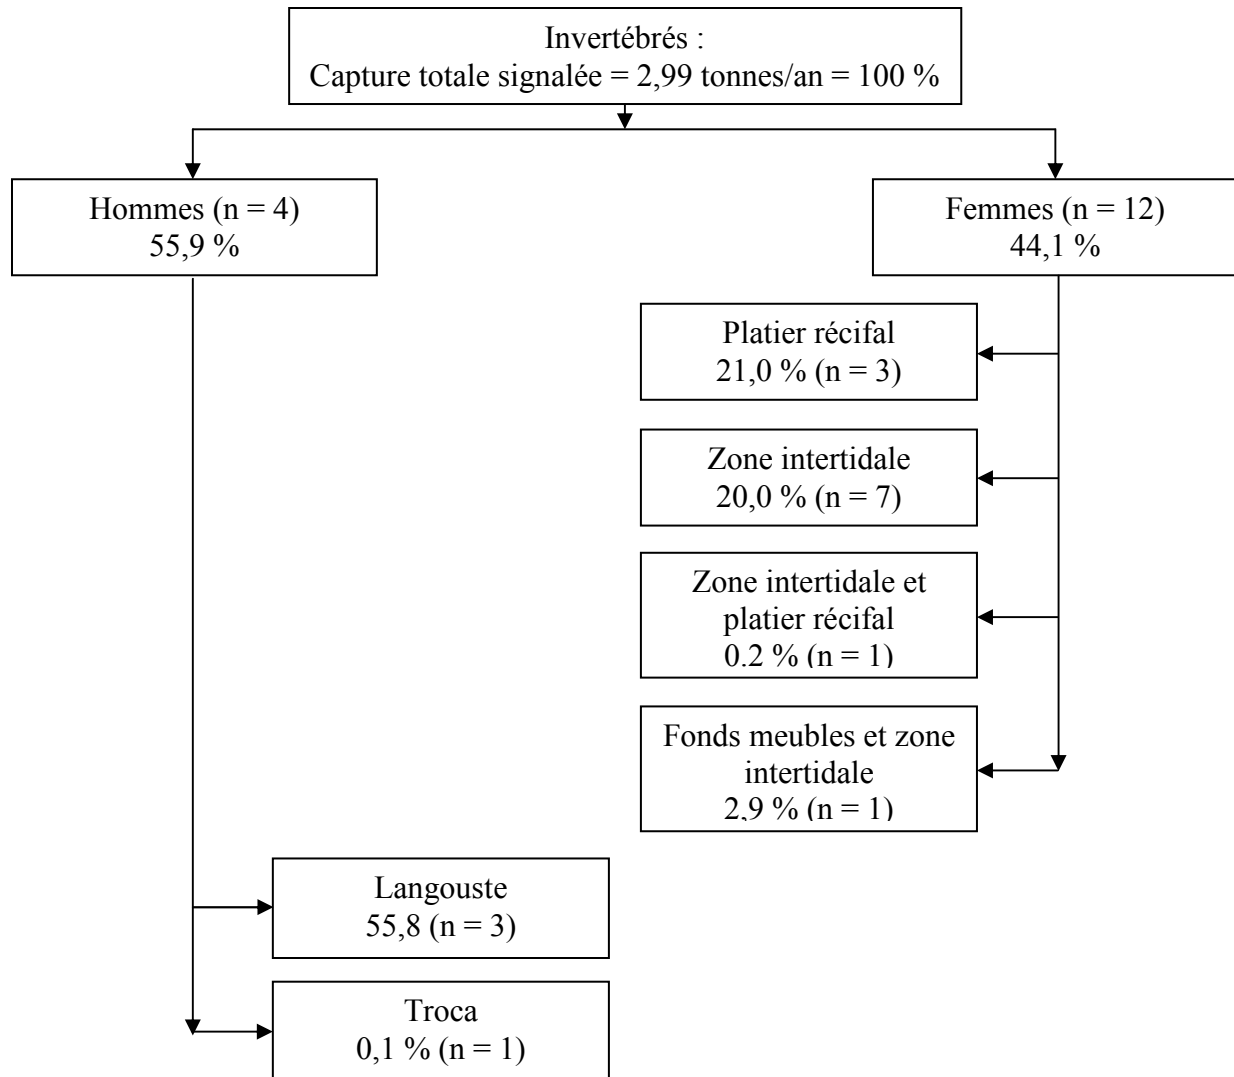 Invertébrés :
Capture totale signalée = 2,99 tonnes/an = 100 %
Hommes (n = 4)
55,9 %
Femmes (n = 12)
44,1 %
Platier récifal
21,0 % (n = 3)
Zone intertidale
20,0 % (n = 7)
Zone intertidale et
platier récifal
0.2 % (n = 1)
Fonds meubles et zone
intertidale
2,9 % (n = 1)
Langouste
55,8 (n = 3)
Troca
0,1 % (n = 1)